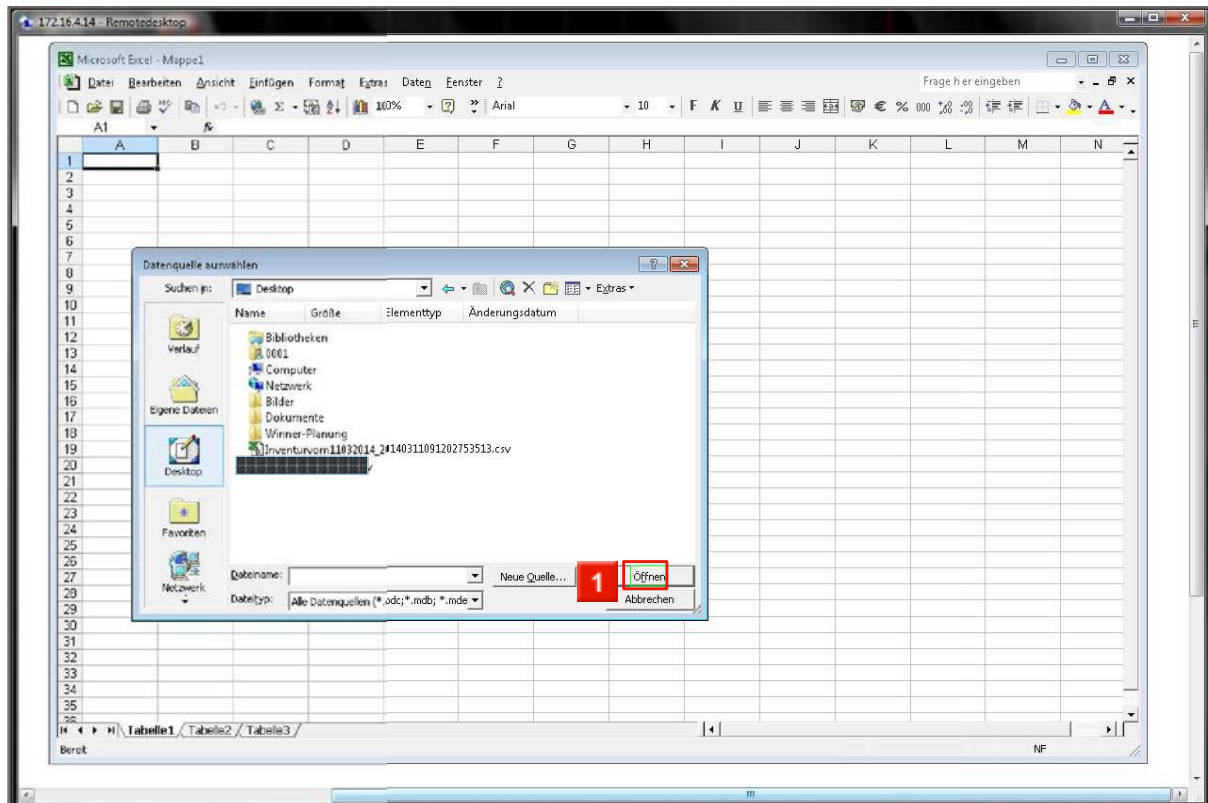 172.16.4.14 - Remotedesktop
Microsoft Excel - Mappe1
Datei Bearbeiten Ansicht Einfügen Format Extras Daten Fenster ? Frage hier eingeben
100% Arial 10 F K U € % 000
A1 fx
A B C D E F G H I J K L M N
1
2
3
4
5
6
7
8
9
10
11
12
13
14
15
16
17
18
19
20
21
22
23
24
25
26
27
28
29
30
31
32
33
34
35
36
Datenquelle auswählen
Suchen in: Desktop Extras
Name Größe Elementtyp Änderungsdatum
Verlauf
Eigene Dateien
Desktop
Favoriten
Netzwerk
Bibliotheken
0001
Computer
Netzwerk
Bilder
Dokumente
Winner-Planung
Inventurvom11032014_20140311091202753513.csv
Dateiname: Neue Quelle... 1 Öffnen
Dateityp: Alle Datenquellen (*.odc;*.mdb; *.mde Abbrechen
Tabelle1 Tabelle2 Tabelle3
Bereit NF